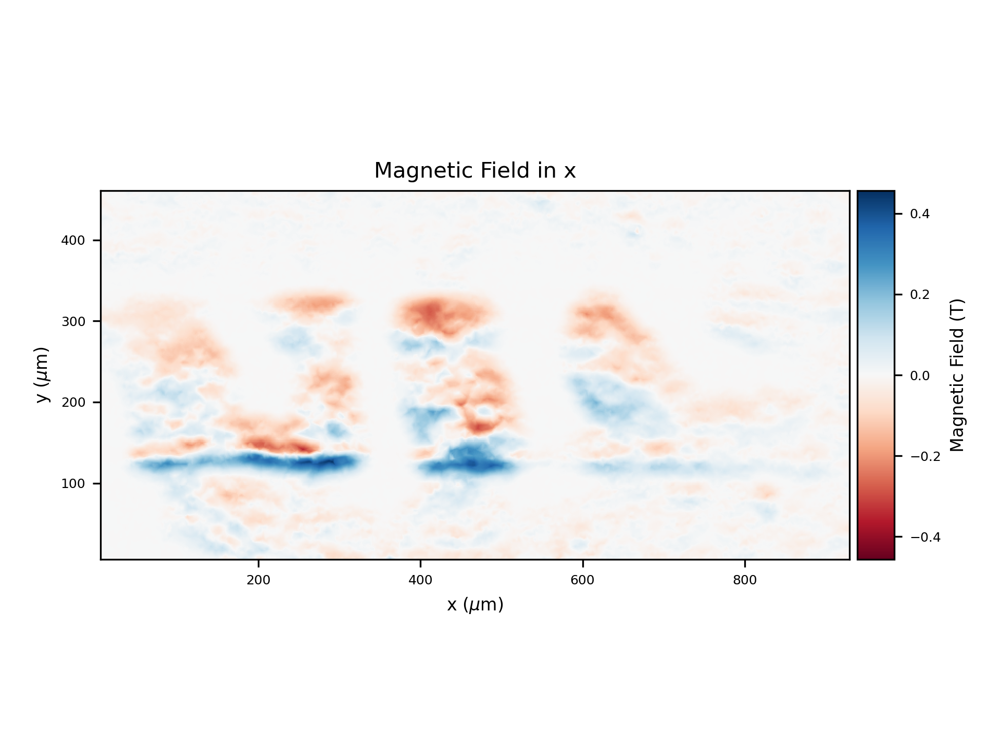 Magnetic Field in x
400
300
200
100
y (μm)
200 400 600 800
x (μm)
0.4
0.2
0.0
−0.2
−0.4
Magnetic Field (T)